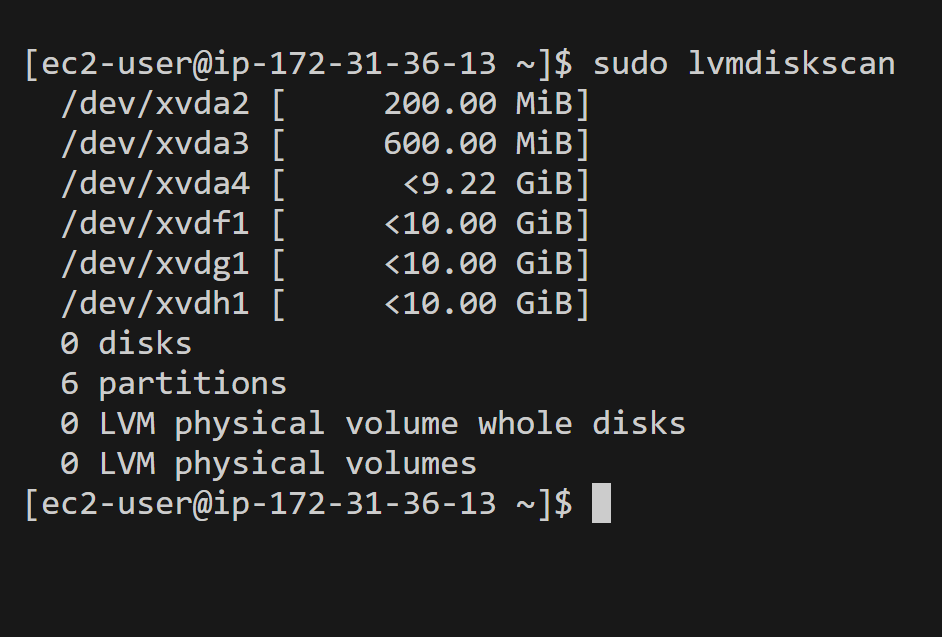 [ec2-user@ip-172-31-36-13 ~]$ sudo lvmdiskscan
  /dev/xvda2 [     200.00 MiB]
  /dev/xvda3 [     600.00 MiB]
  /dev/xvda4 [      <9.22 GiB]
  /dev/xvdf1 [     <10.00 GiB]
  /dev/xvdg1 [     <10.00 GiB]
  /dev/xvdh1 [     <10.00 GiB]
  0 disks
  6 partitions
  0 LVM physical volume whole disks
  0 LVM physical volumes
[ec2-user@ip-172-31-36-13 ~]$